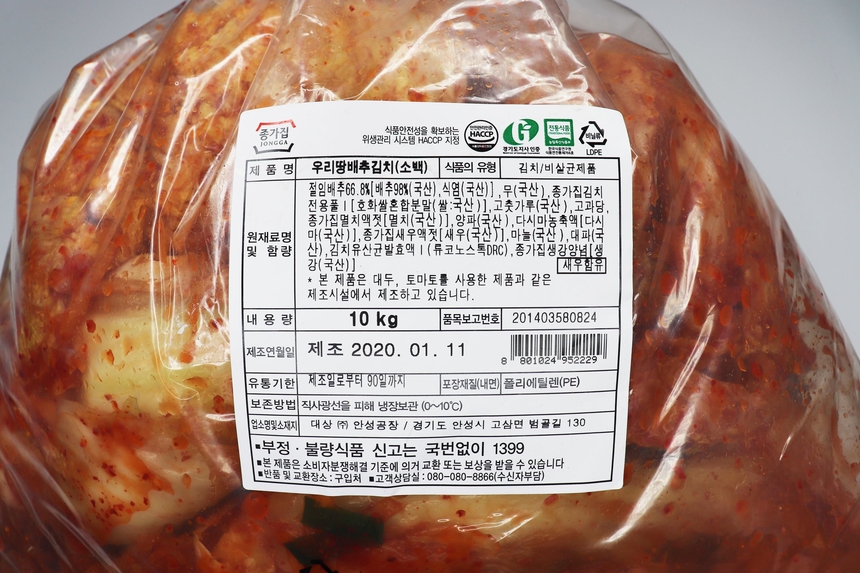 종가집
JONGGA
식품안전성을 확보하는
위생관리 시스템 HACCP 지정
안전관리인증
HACCP
G
경기도지사 인증
전통식품
비닐류
LDPE
제 품 명 우리땅배추김치(소백) 식품의 유형 김치/비살균제품
원재료명 및 함량
절임배추66.8%[배추98%(국산),식염(국산)],무(국산),종가집김치
전용풀Ⅰ[호화쌀혼합분말(쌀:국산)],고춧가루(국산),고과당,
종가집멸치액젓[멸치(국산)],양파(국산),다시마농축액[다시
마(국산)],종가집새우액젓[새우(국산)],마늘(국산),대파(국
산),김치유산균발효액Ⅰ(류코노스톡DRC),종가집생강양념[생
강(국산)]
새우함유
* 본 제품은 대두, 토마토를 사용한 제품과 같은
제조시설에서 제조하고 있습니다.
내 용 량 10 kg 품목보고번호 201403580824
제조연월일 제조 2020. 01. 11 8 801024 952229
유통기한 제조일로부터 90일까지 포장재질(내면) 폴리에틸렌(PE)
보존방법 직사광선을 피해 냉장보관 (0~10℃)
업소명및소재지 대상 ㈜ 안성공장 / 경기도 안성시 고삼면 범골길 130
■부정·불량식품 신고는 국번없이 1399
■본 제품은 소비자분쟁해결 기준에 의거 교환 또는 보상을 받을 수 있습니다
■반품 및 교환장소 : 구입처 ■고객상담실 : 080-080-8866(수신자부담)